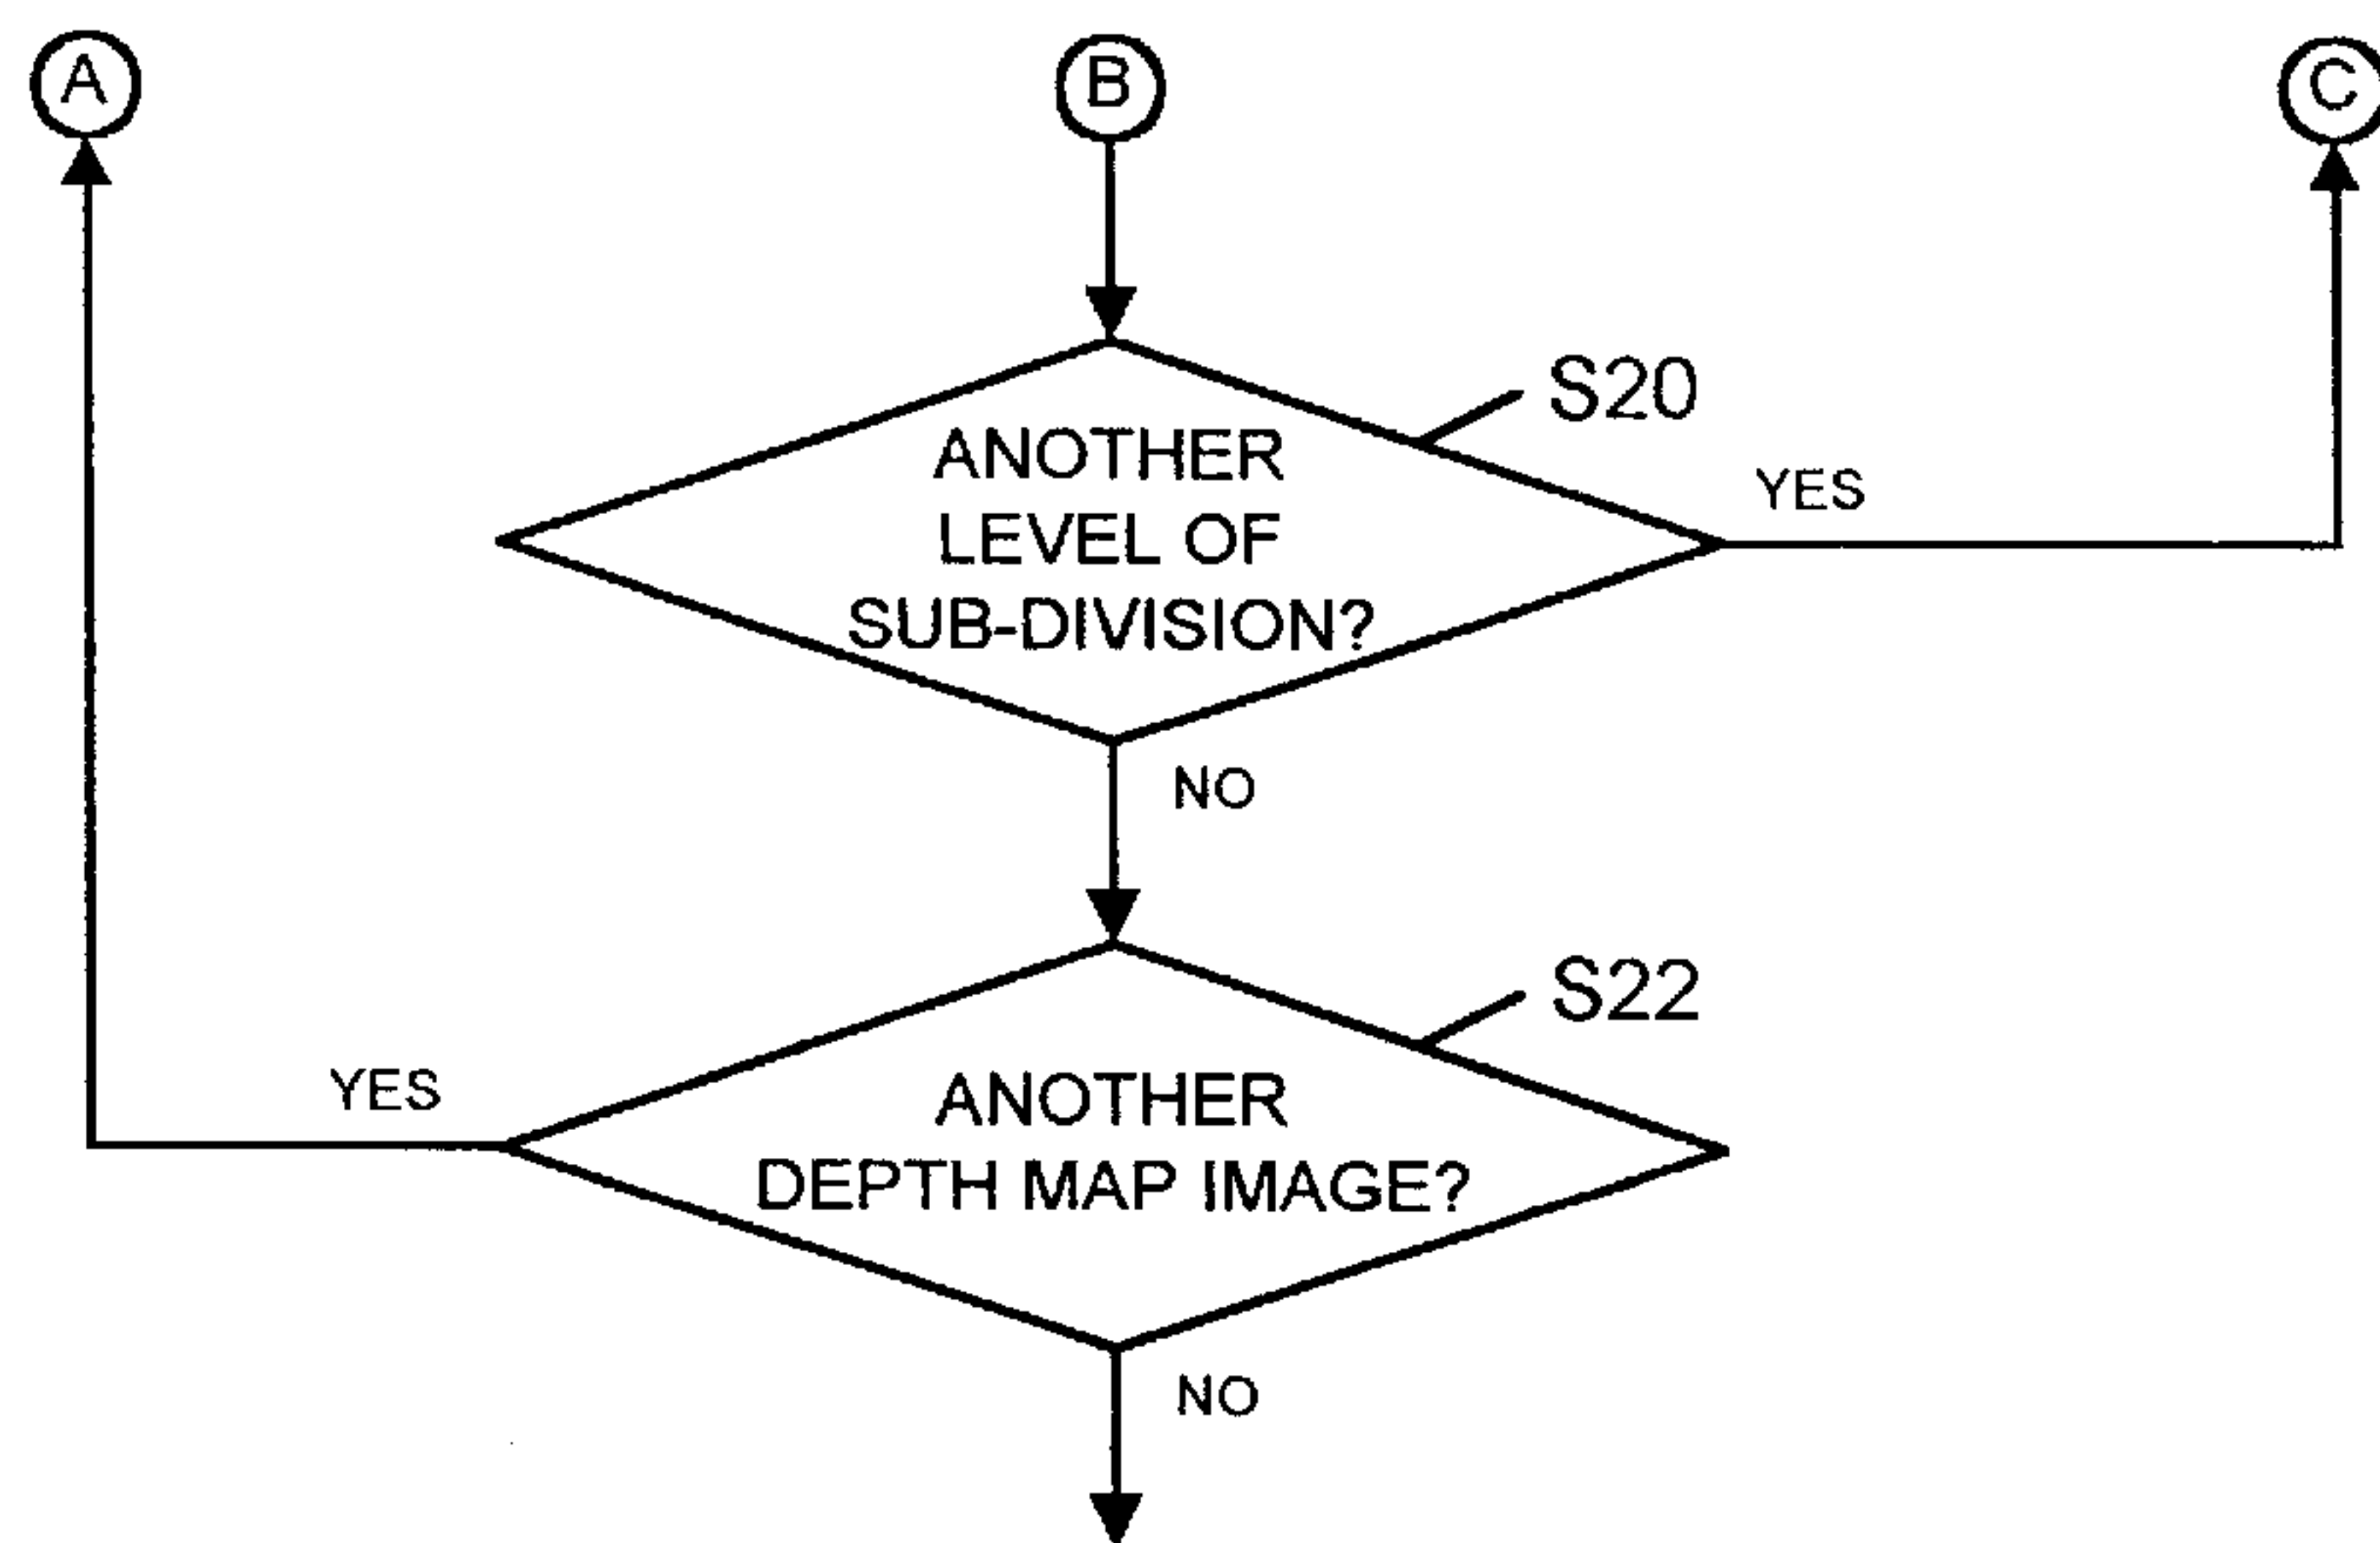 A
B
C
S20
ANOTHER
LEVEL OF
SUB-DIVISION?
YES
NO
S22
ANOTHER
DEPTH MAP IMAGE?
YES
NO